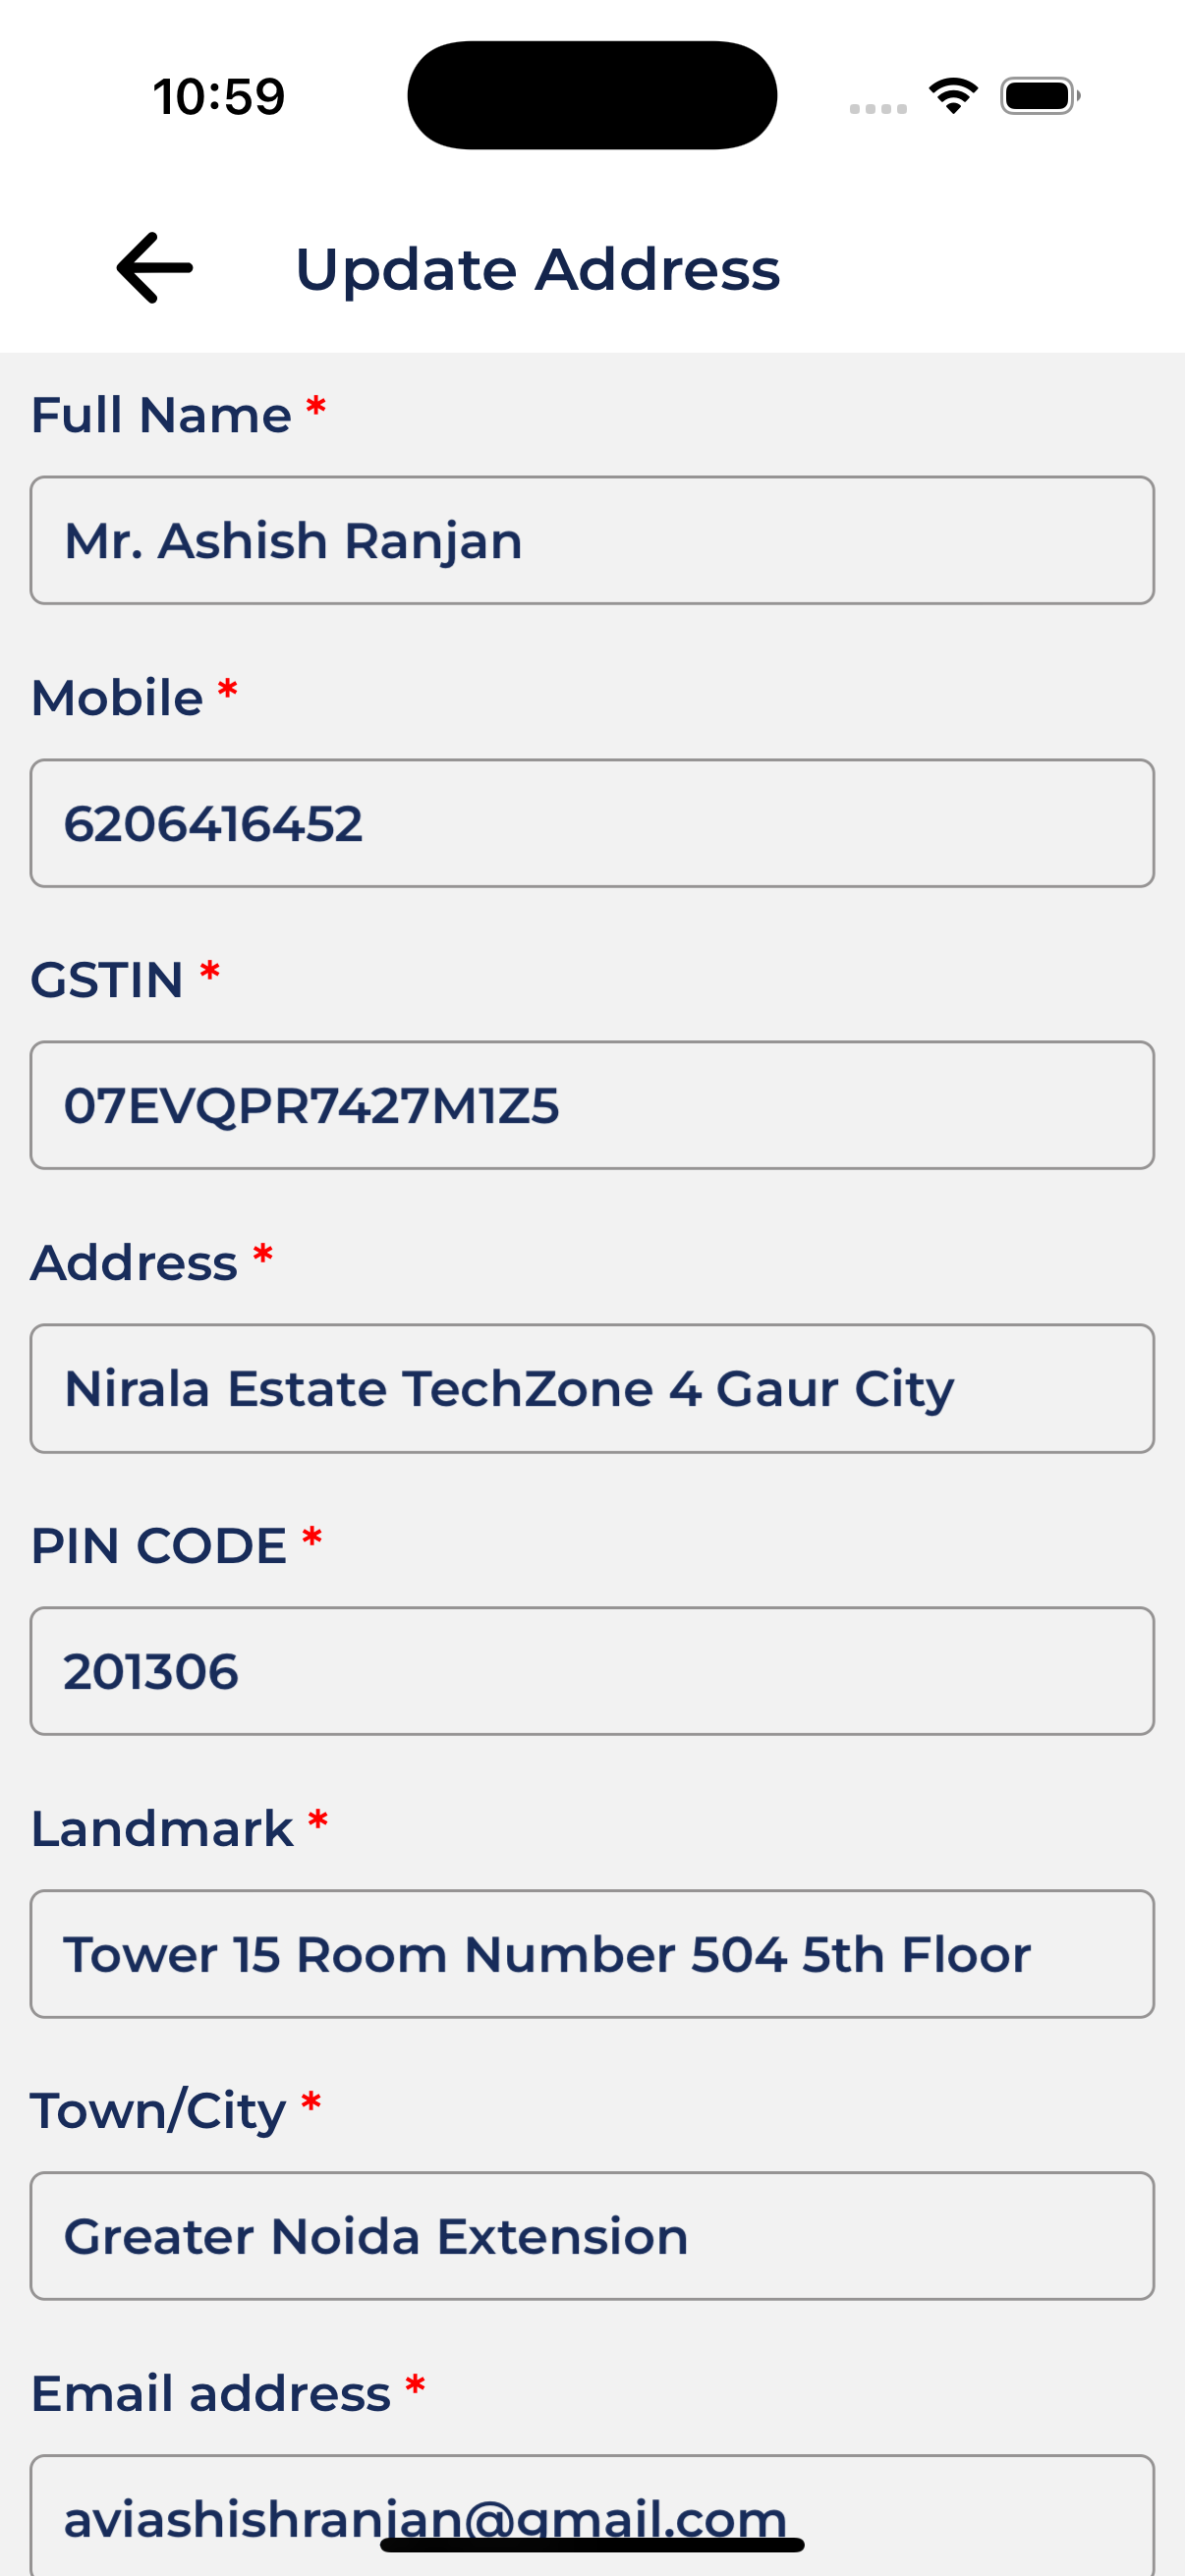 10:59
Update Address
Full Name *
Mr. Ashish Ranjan
Mobile *
6206416452
GSTIN *
07EVQPR7427M1Z5
Address *
Nirala Estate TechZone 4 Gaur City
PIN CODE *
201306
Landmark *
Tower 15 Room Number 504 5th Floor
Town/City *
Greater Noida Extension
Email address *
aviashishranjan@gmail.com